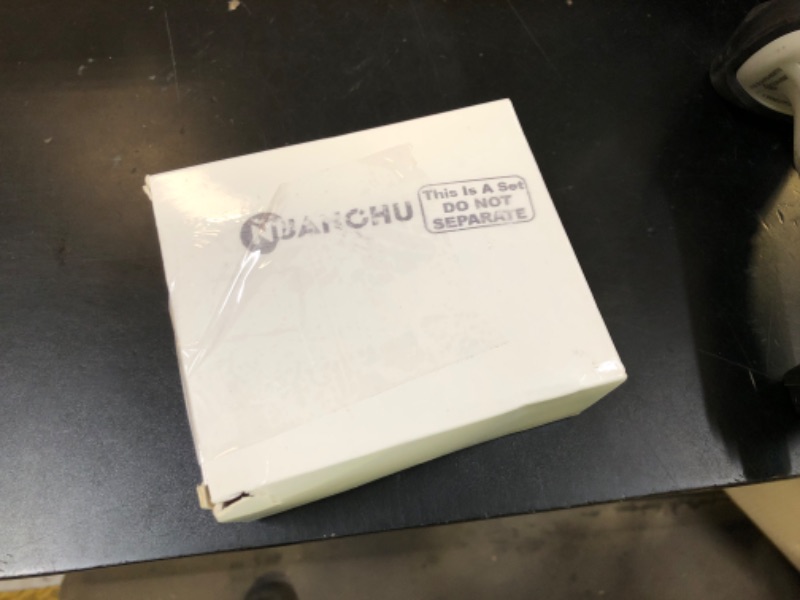 NUANCHU
This Is A Set
DO NOT
SEPARATE